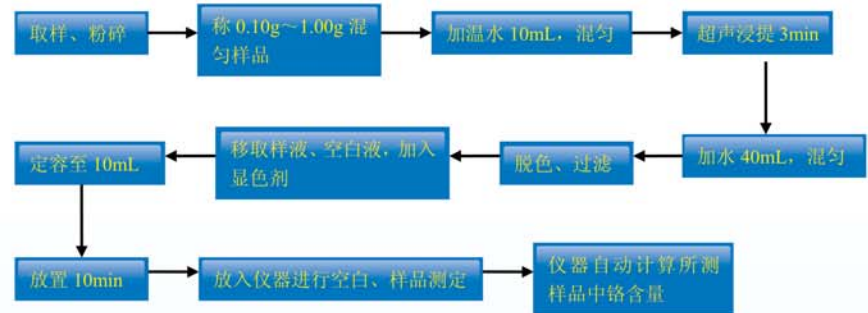 取样、粉碎
称 0.10g～1.00g 混
匀样品
加温水 10mL，混匀
超声浸提 3min
加水 40mL，混匀
脱色、过滤
移取样液、空白液，加入
显色剂
定容至 10mL
放置 10min
放入仪器进行空白、样品测定
仪器自动计算所测
样品中铬含量